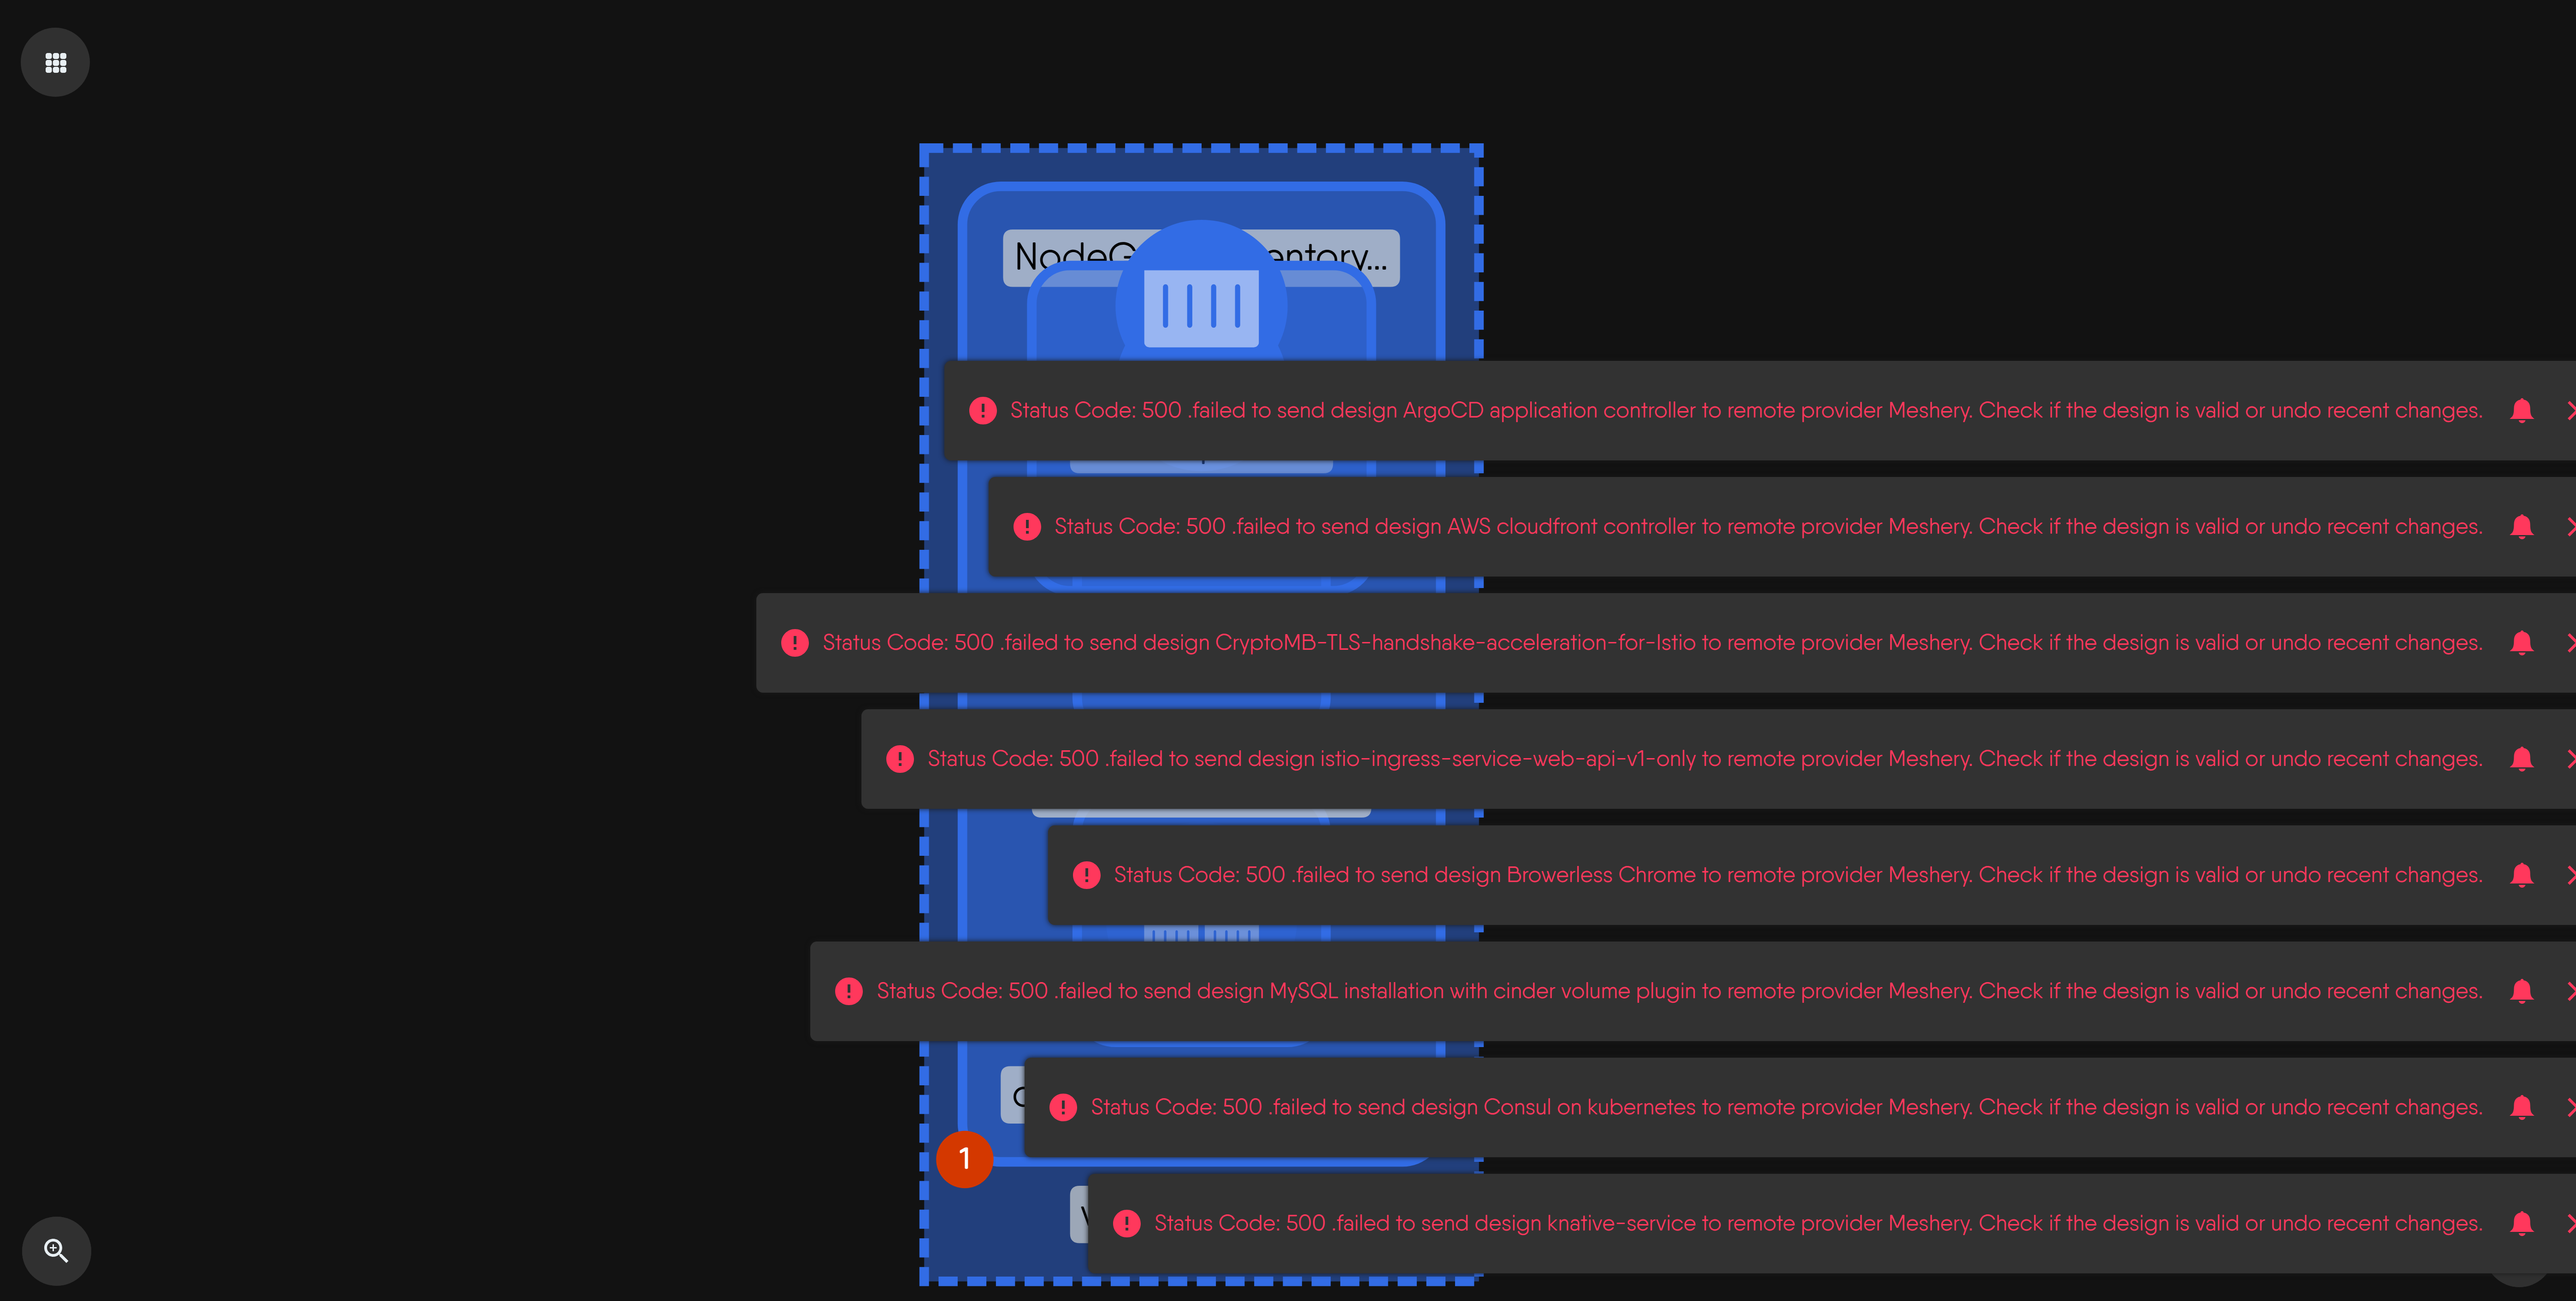 NodeG entory...
Status Code: 500 .failed to send design ArgoCD application controller to remote provider Meshery. Check if the design is valid or undo recent changes.
Status Code: 500 .failed to send design AWS cloudfront controller to remote provider Meshery. Check if the design is valid or undo recent changes.
Status Code: 500 .failed to send design CryptoMB-TLS-handshake-acceleration-for-Istio to remote provider Meshery. Check if the design is valid or undo recent changes.
Status Code: 500 .failed to send design istio-ingress-service-web-api-v1-only to remote provider Meshery. Check if the design is valid or undo recent changes.
Status Code: 500 .failed to send design Browerless Chrome to remote provider Meshery. Check if the design is valid or undo recent changes.
Status Code: 500 .failed to send design MySQL installation with cinder volume plugin to remote provider Meshery. Check if the design is valid or undo recent changes.
Status Code: 500 .failed to send design Consul on kubernetes to remote provider Meshery. Check if the design is valid or undo recent changes.
1
Status Code: 500 .failed to send design knative-service to remote provider Meshery. Check if the design is valid or undo recent changes.